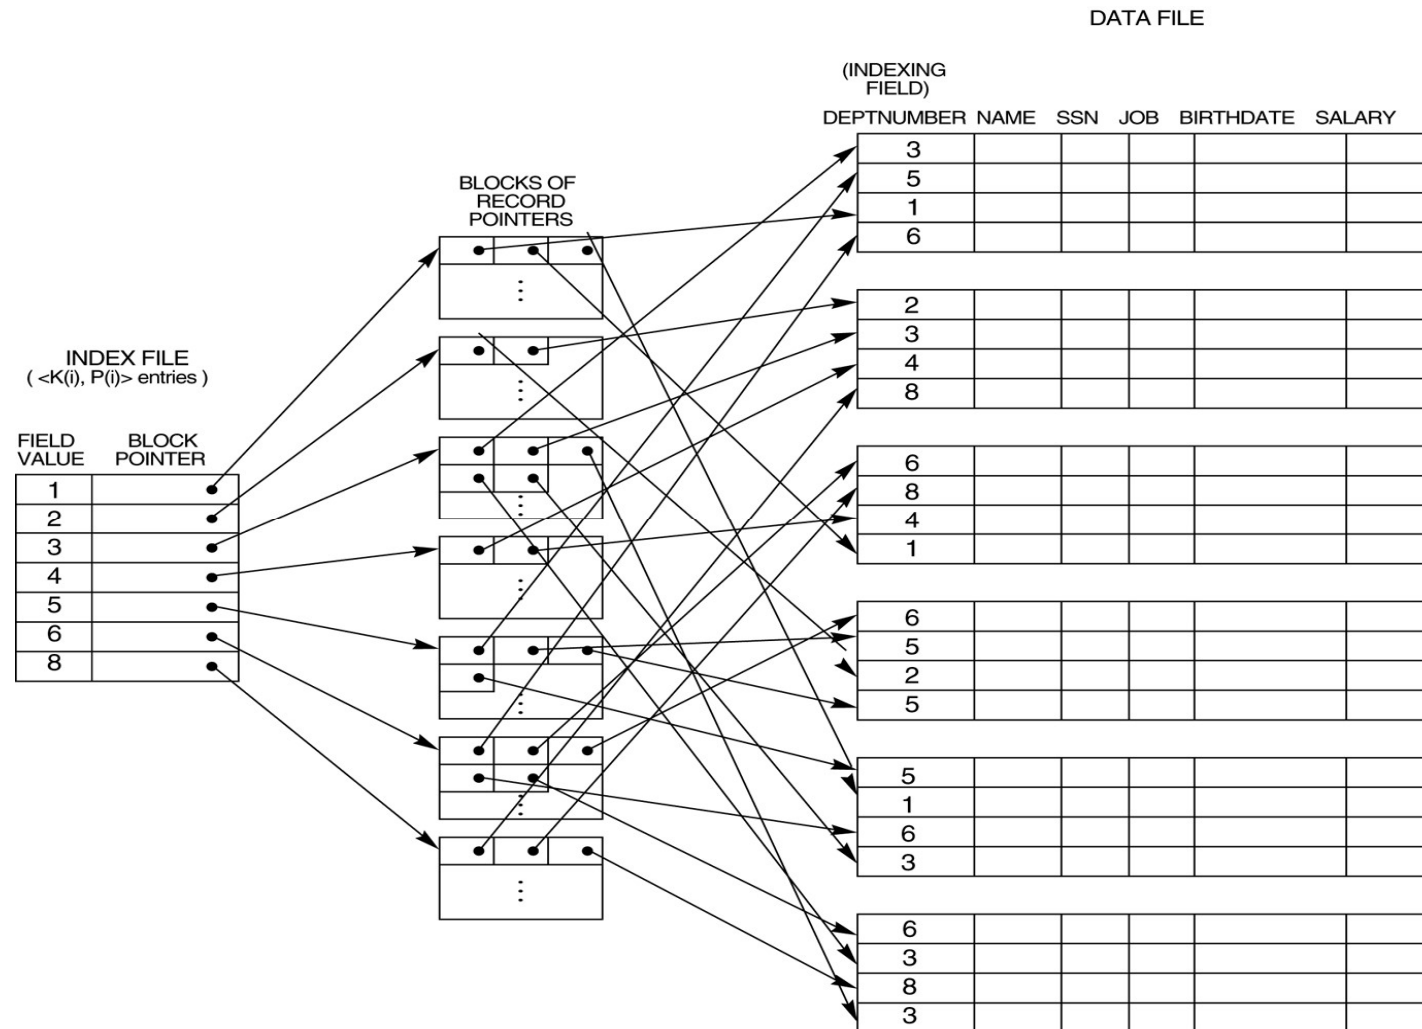 DATA FILE
(INDEXING
FIELD)
DEPTNUMBER NAME SSN JOB BIRTHDATE SALARY
3
5
1
6
2
3
4
8
6
8
4
1
6
5
2
5
5
1
6
3
6
3
8
3
BLOCKS OF
RECORD
POINTERS
INDEX FILE
( <K(i), P(i)> entries )
FIELD
VALUE
BLOCK
POINTER
1
2
3
4
5
6
8